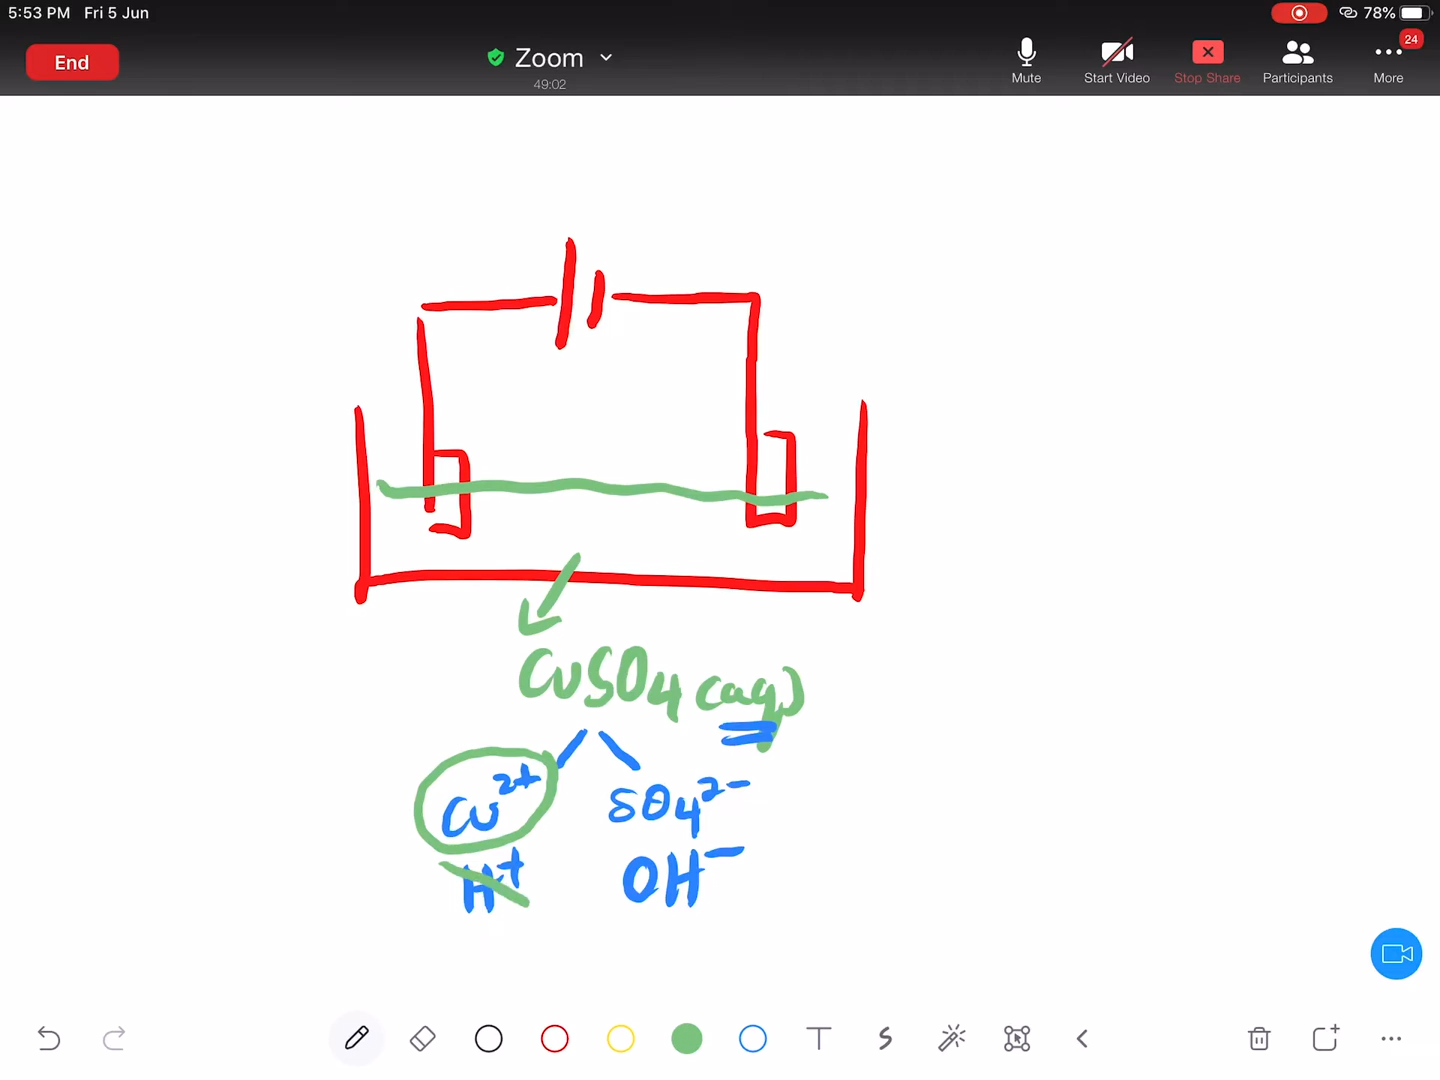 5:53 PM Fri 5 Jun
78%
End
Zoom
49:02
Mute
Start Video
Stop Share
Participants
24
More
CuSO4 (aq)
Cu2+ SO42-
H+ OH-
T